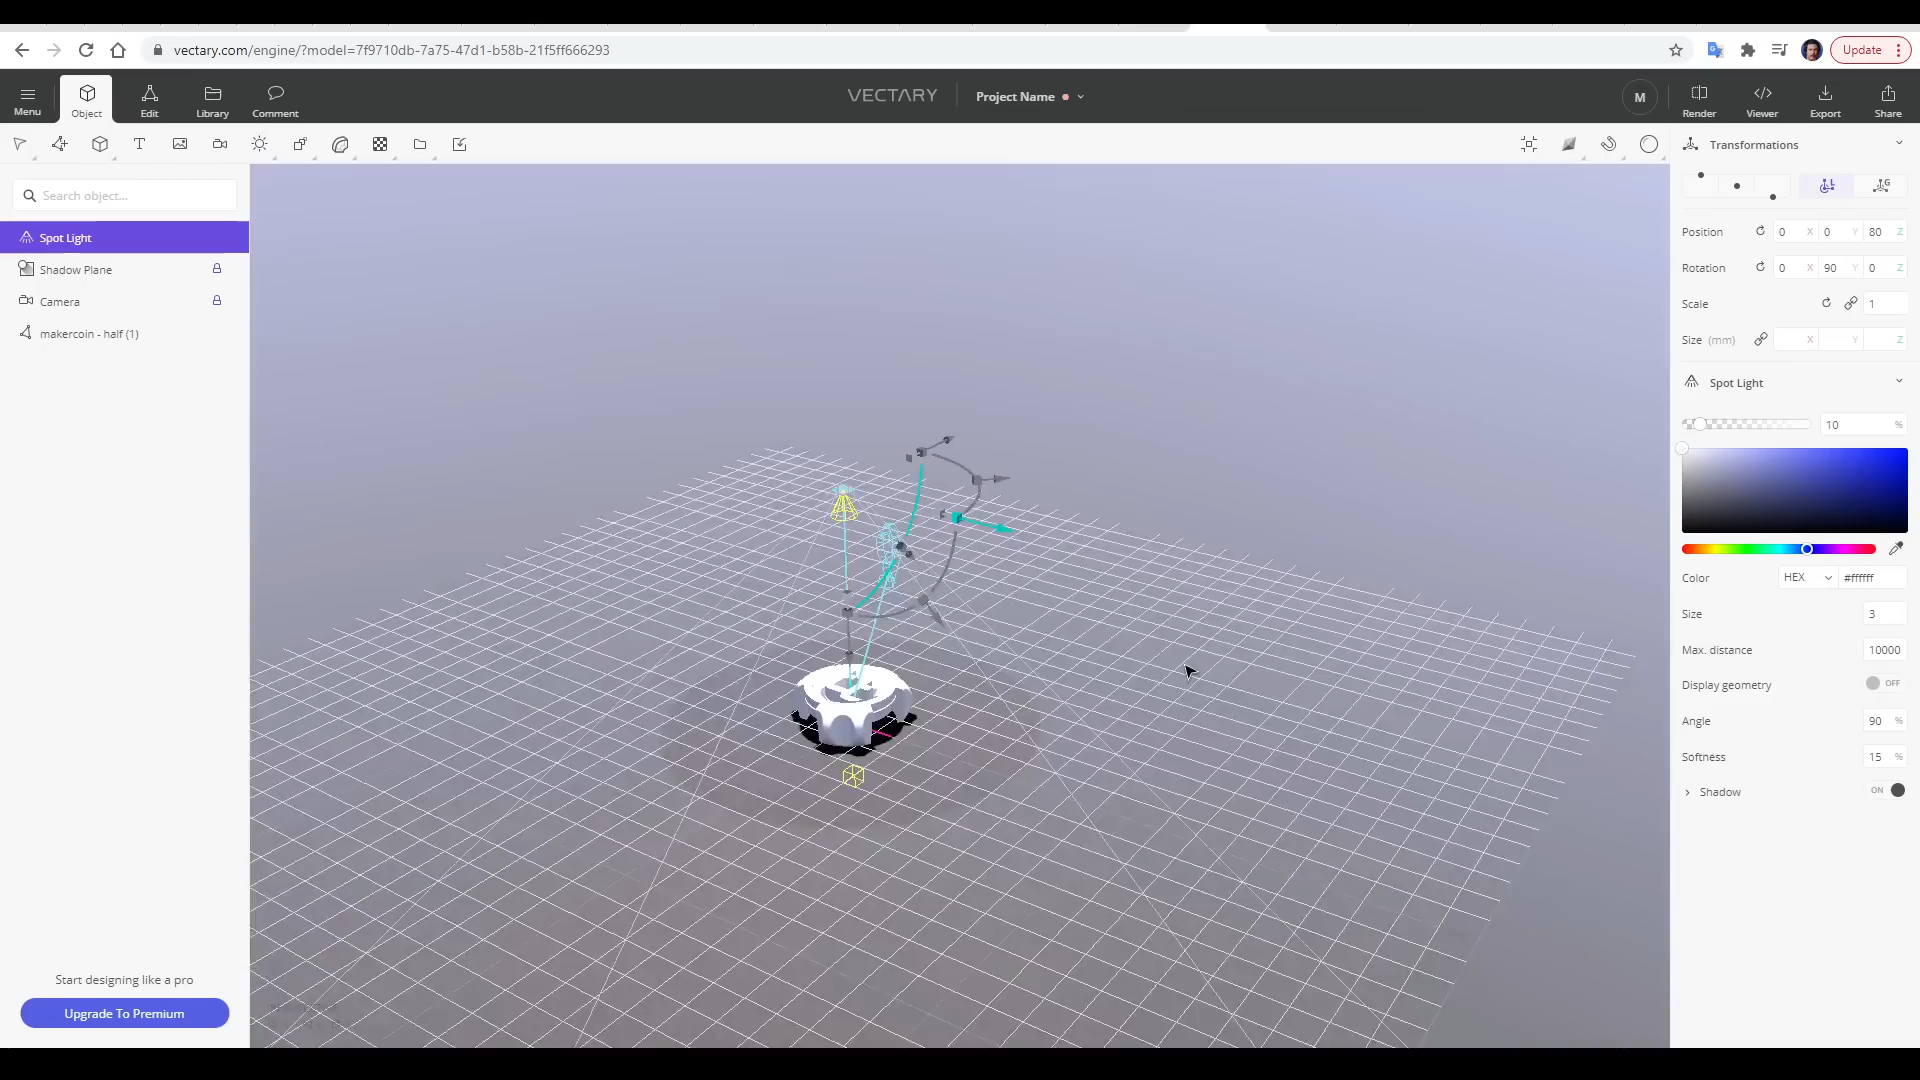 vectary.com/engine/?model=7f9710db-7a75-47d1-b58b-21f5ff666293
Update
Menu
Object
Edit
Library
Comment
VECTARY
Project Name
M
Render
Viewer
Export
Share
T
Transformations
Search object...
L
G
Spot Light
Position
0 X 0 Y 80 Z
Shadow Plane
Rotation
0 X 90 Y 0 Z
Camera
Scale
1
makercoin - half (1)
Size (mm)
X Y Z
Spot Light
10 %
Color
HEX
#ffffff
Size
3
Max. distance
10000
Display geometry
OFF
Angle
90 %
Softness
15 %
Shadow
ON
Start designing like a pro
Upgrade To Premium